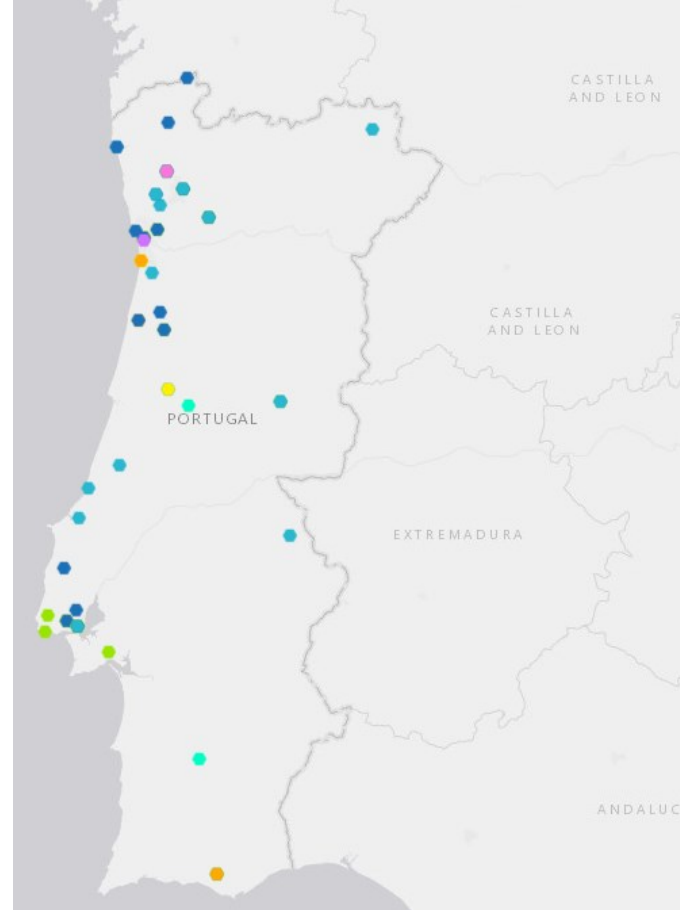 CASTILLA
AND LEON
CASTILLA
AND LEON
PORTUGAL
EXTREMADURA
ANDALUC